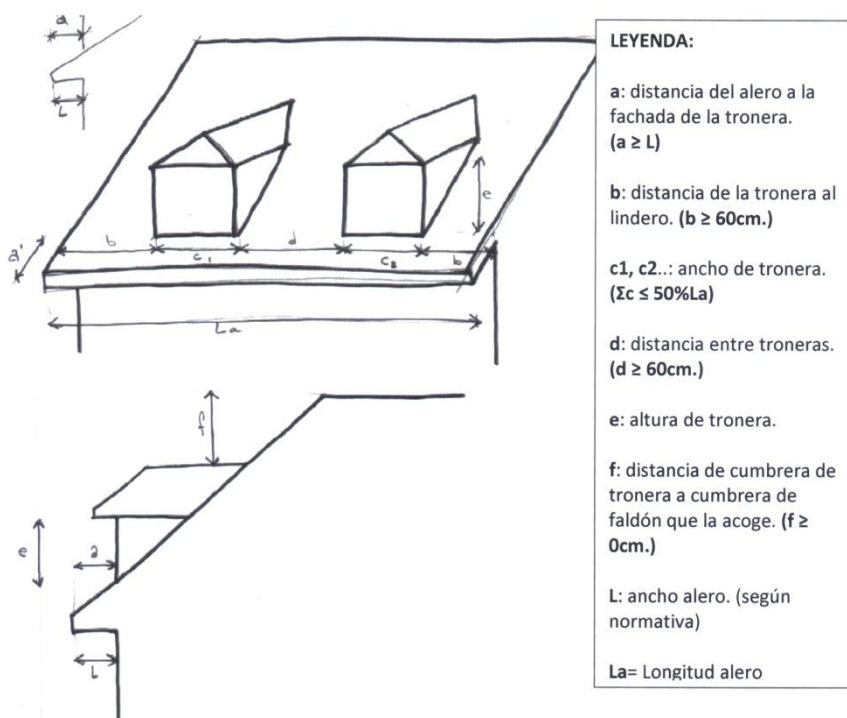 a
L
a'
b
c1
d
c2
b
e
La
f
e
a
L
LEYENDA:
a: distancia del alero a la
fachada de la tronera.
(a ≥ L)
b: distancia de la tronera al
lindero. (b ≥ 60cm.)
c1, c2..: ancho de tronera.
(Σc ≤ 50%La)
d: distancia entre troneras.
(d ≥ 60cm.)
e: altura de tronera.
f: distancia de cumbrera de
tronera a cumbrera de
faldón que la acoge. (f ≥
0cm.)
L: ancho alero. (según
normativa)
La= Longitud alero